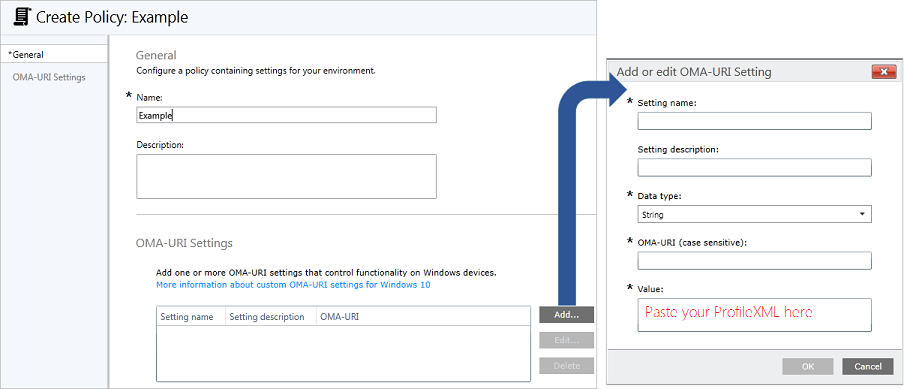 Create Policy: Example
*General
OMA-URI Settings
General
Configure a policy containing settings for your environment.
* Name:
Example
Description:
OMA-URI Settings
Add one or more OMA-URI settings that control functionality on Windows devices.
More information about custom OMA-URI settings for Windows 10
Setting name Setting description OMA-URI
Add...
Edit...
Delete
Add or edit OMA-URI Setting
* Setting name:
Setting description:
* Data type:
String
* OMA-URI (case sensitive):
* Value:
Paste your ProfileXML here
OK Cancel